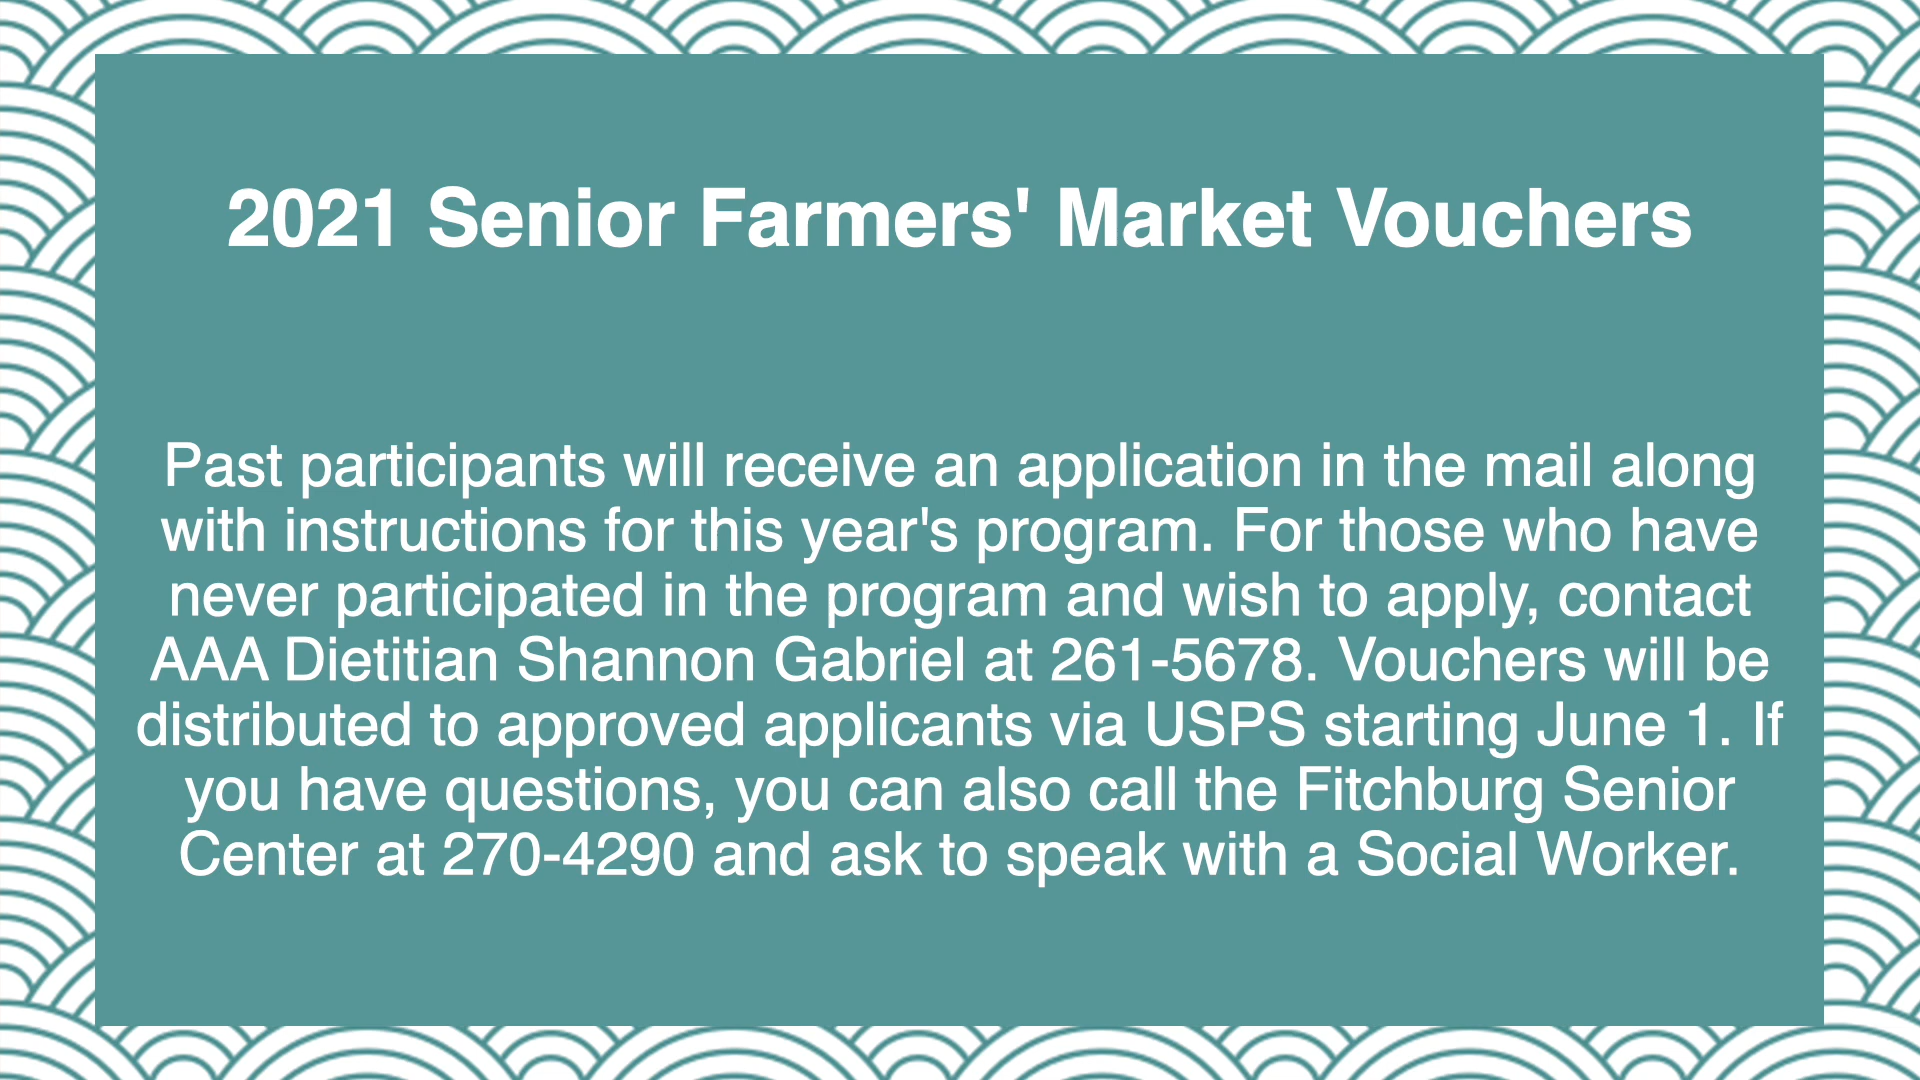 2021 Senior Farmers' Market Vouchers
Past participants will receive an application in the mail along
with instructions for this year's program. For those who have
never participated in the program and wish to apply, contact
AAA Dietitian Shannon Gabriel at 261-5678. Vouchers will be
distributed to approved applicants via USPS starting June 1. If
you have questions, you can also call the Fitchburg Senior
Center at 270-4290 and ask to speak with a Social Worker.